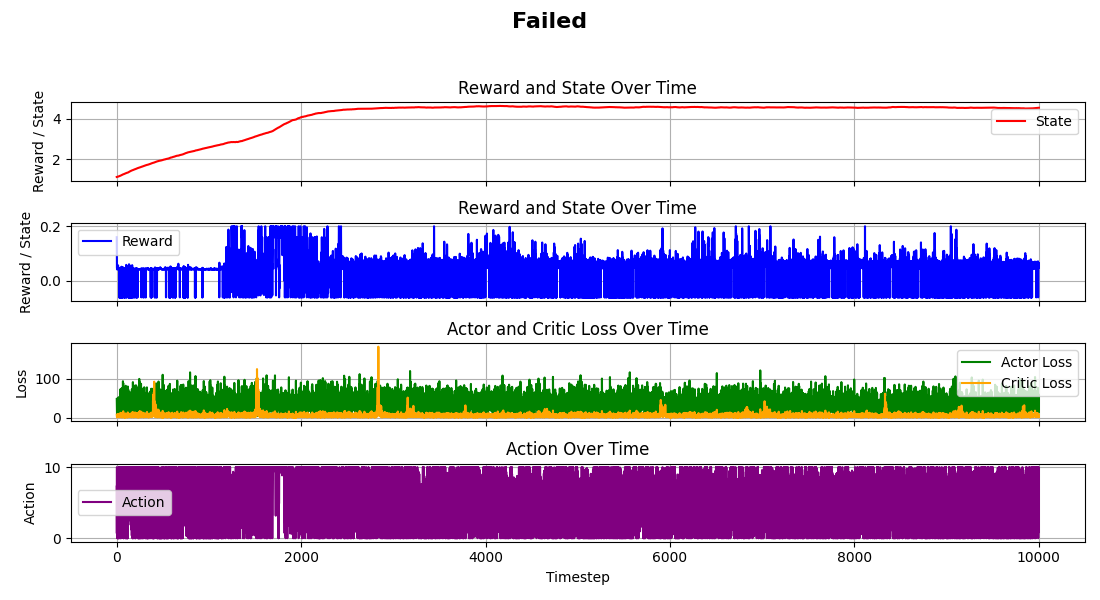 Failed
Reward and State Over Time
Reward / State
4
2
State
Reward and State Over Time
Reward / State
0.2
0.0
Reward
Actor and Critic Loss Over Time
Loss
100
0
Actor Loss
Critic Loss
Action Over Time
Action
10
0
Action
0 2000 4000 6000 8000 10000
Timestep